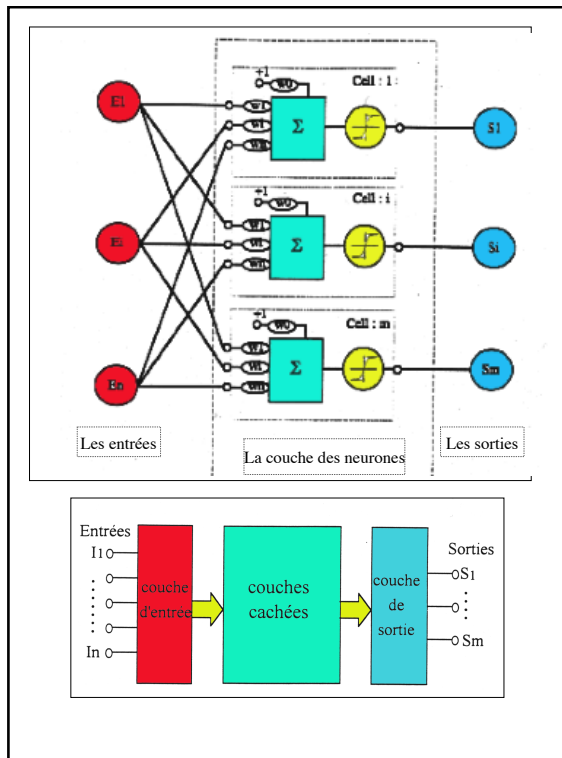 +1 W0 Cell : 1
E1 W1 Wi Wn Σ S1
+1 W0 Cell : i
Ei W1 Wi Wn Σ Si
+1 W0 Cell : m
En W1 Wi Wn Σ Sm
Les entrées
La couche des neurones
Les sorties
Entrées
I1
In
couche
d'entrée
couches
cachées
couche
de
sortie
Sorties
S1
Sm